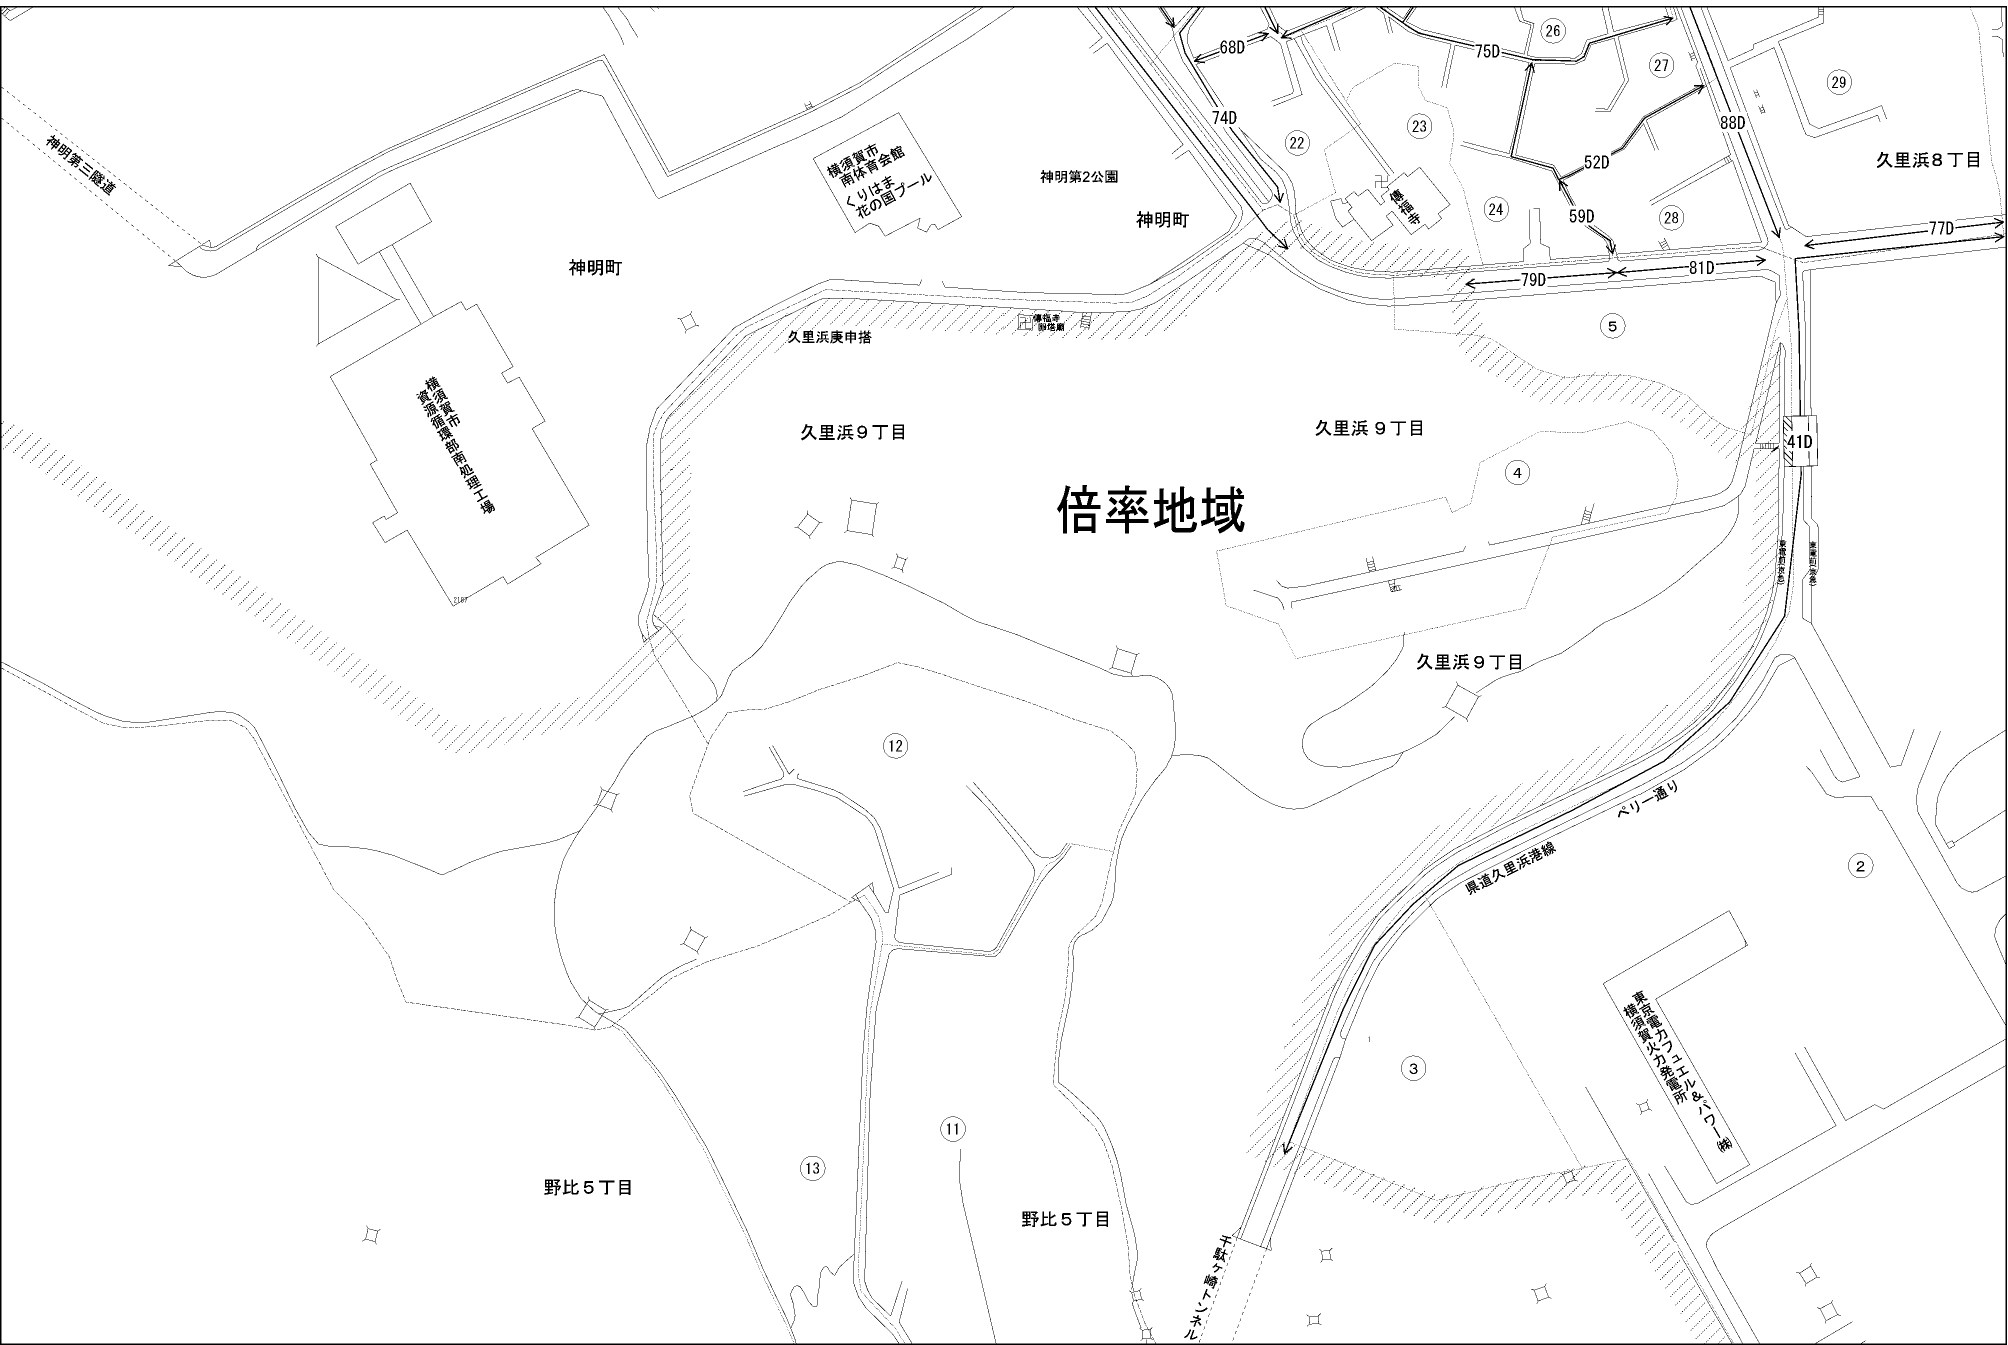 68D
75D
26
27
29
74D
22
23
88D
52D
久里浜8丁目
神明第三隧道
横須賀市
南体育会館
くりはま
花の国プール
神明第2公園
神明町
傳福寺
24
59D
28
77D
神明町
79D
81D
傳福寺
5
久里浜庚申搭
横須賀市
資源循環部南処理工場
久里浜9丁目
久里浜9丁目
41D
4
倍率地域
2187
久里浜9丁目
12
ペリー通り
県道久里浜港線
2
東京電力フュエル&パワー㈱
横須賀火力発電所
3
11
13
野比5丁目
野比5丁目
千駄ヶ崎トンネル